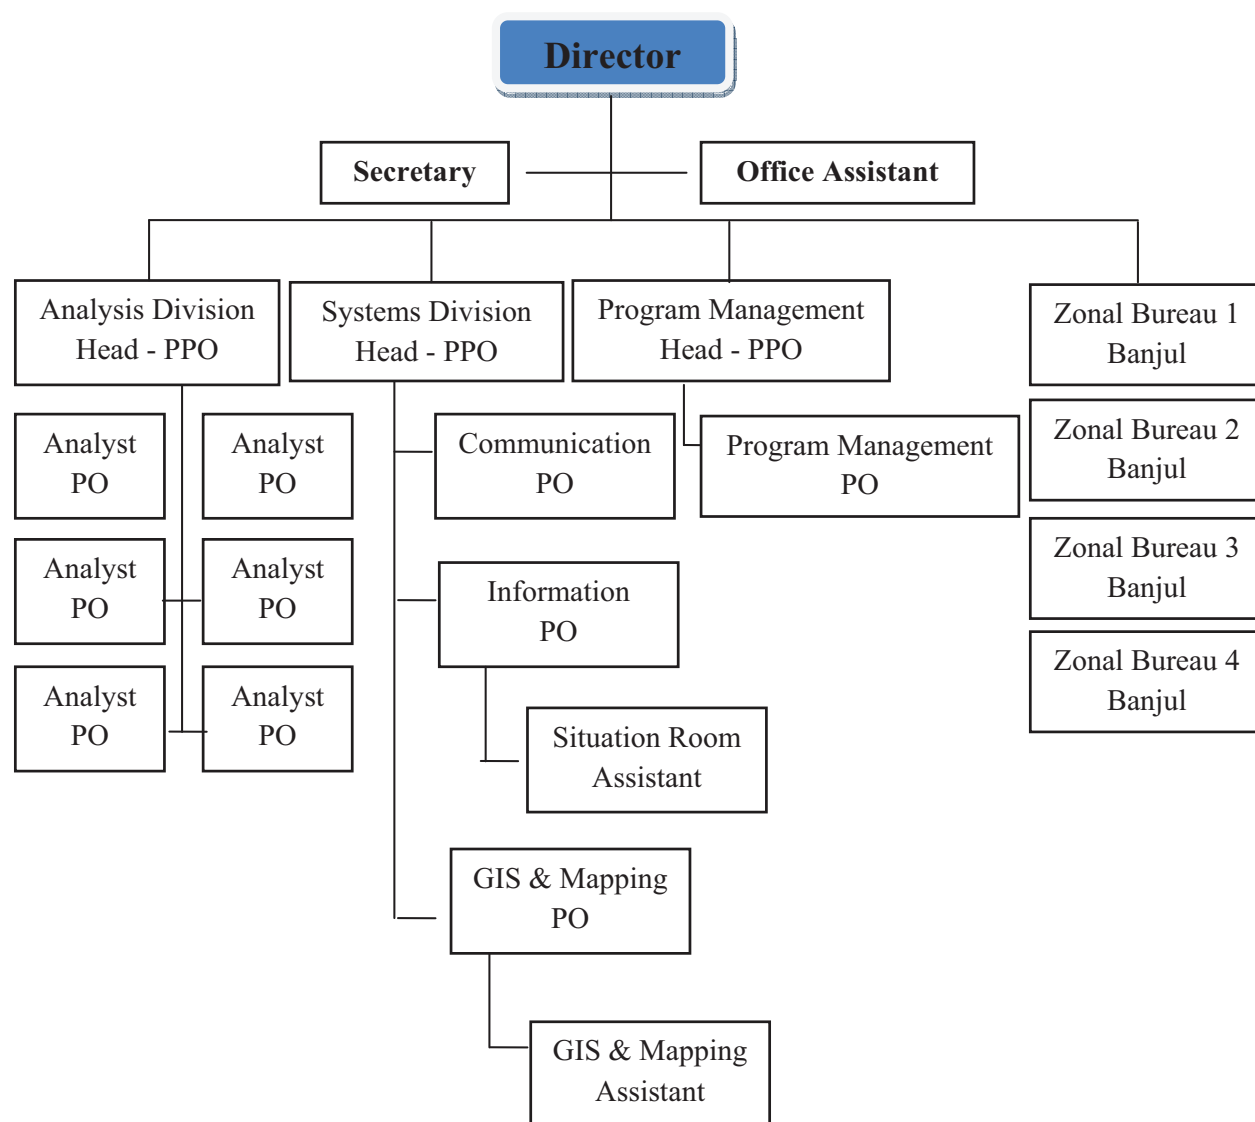 Director
Secretary
Office Assistant
Analysis Division
Head - PPO
Systems Division
Head - PPO
Program Management
Head - PPO
Zonal Bureau 1
Banjul
Analyst
PO
Analyst
PO
Communication
PO
Program Management
PO
Zonal Bureau 2
Banjul
Analyst
PO
Analyst
PO
Information
PO
Zonal Bureau 3
Banjul
Analyst
PO
Analyst
PO
Situation Room
Assistant
Zonal Bureau 4
Banjul
GIS & Mapping
PO
GIS & Mapping
Assistant